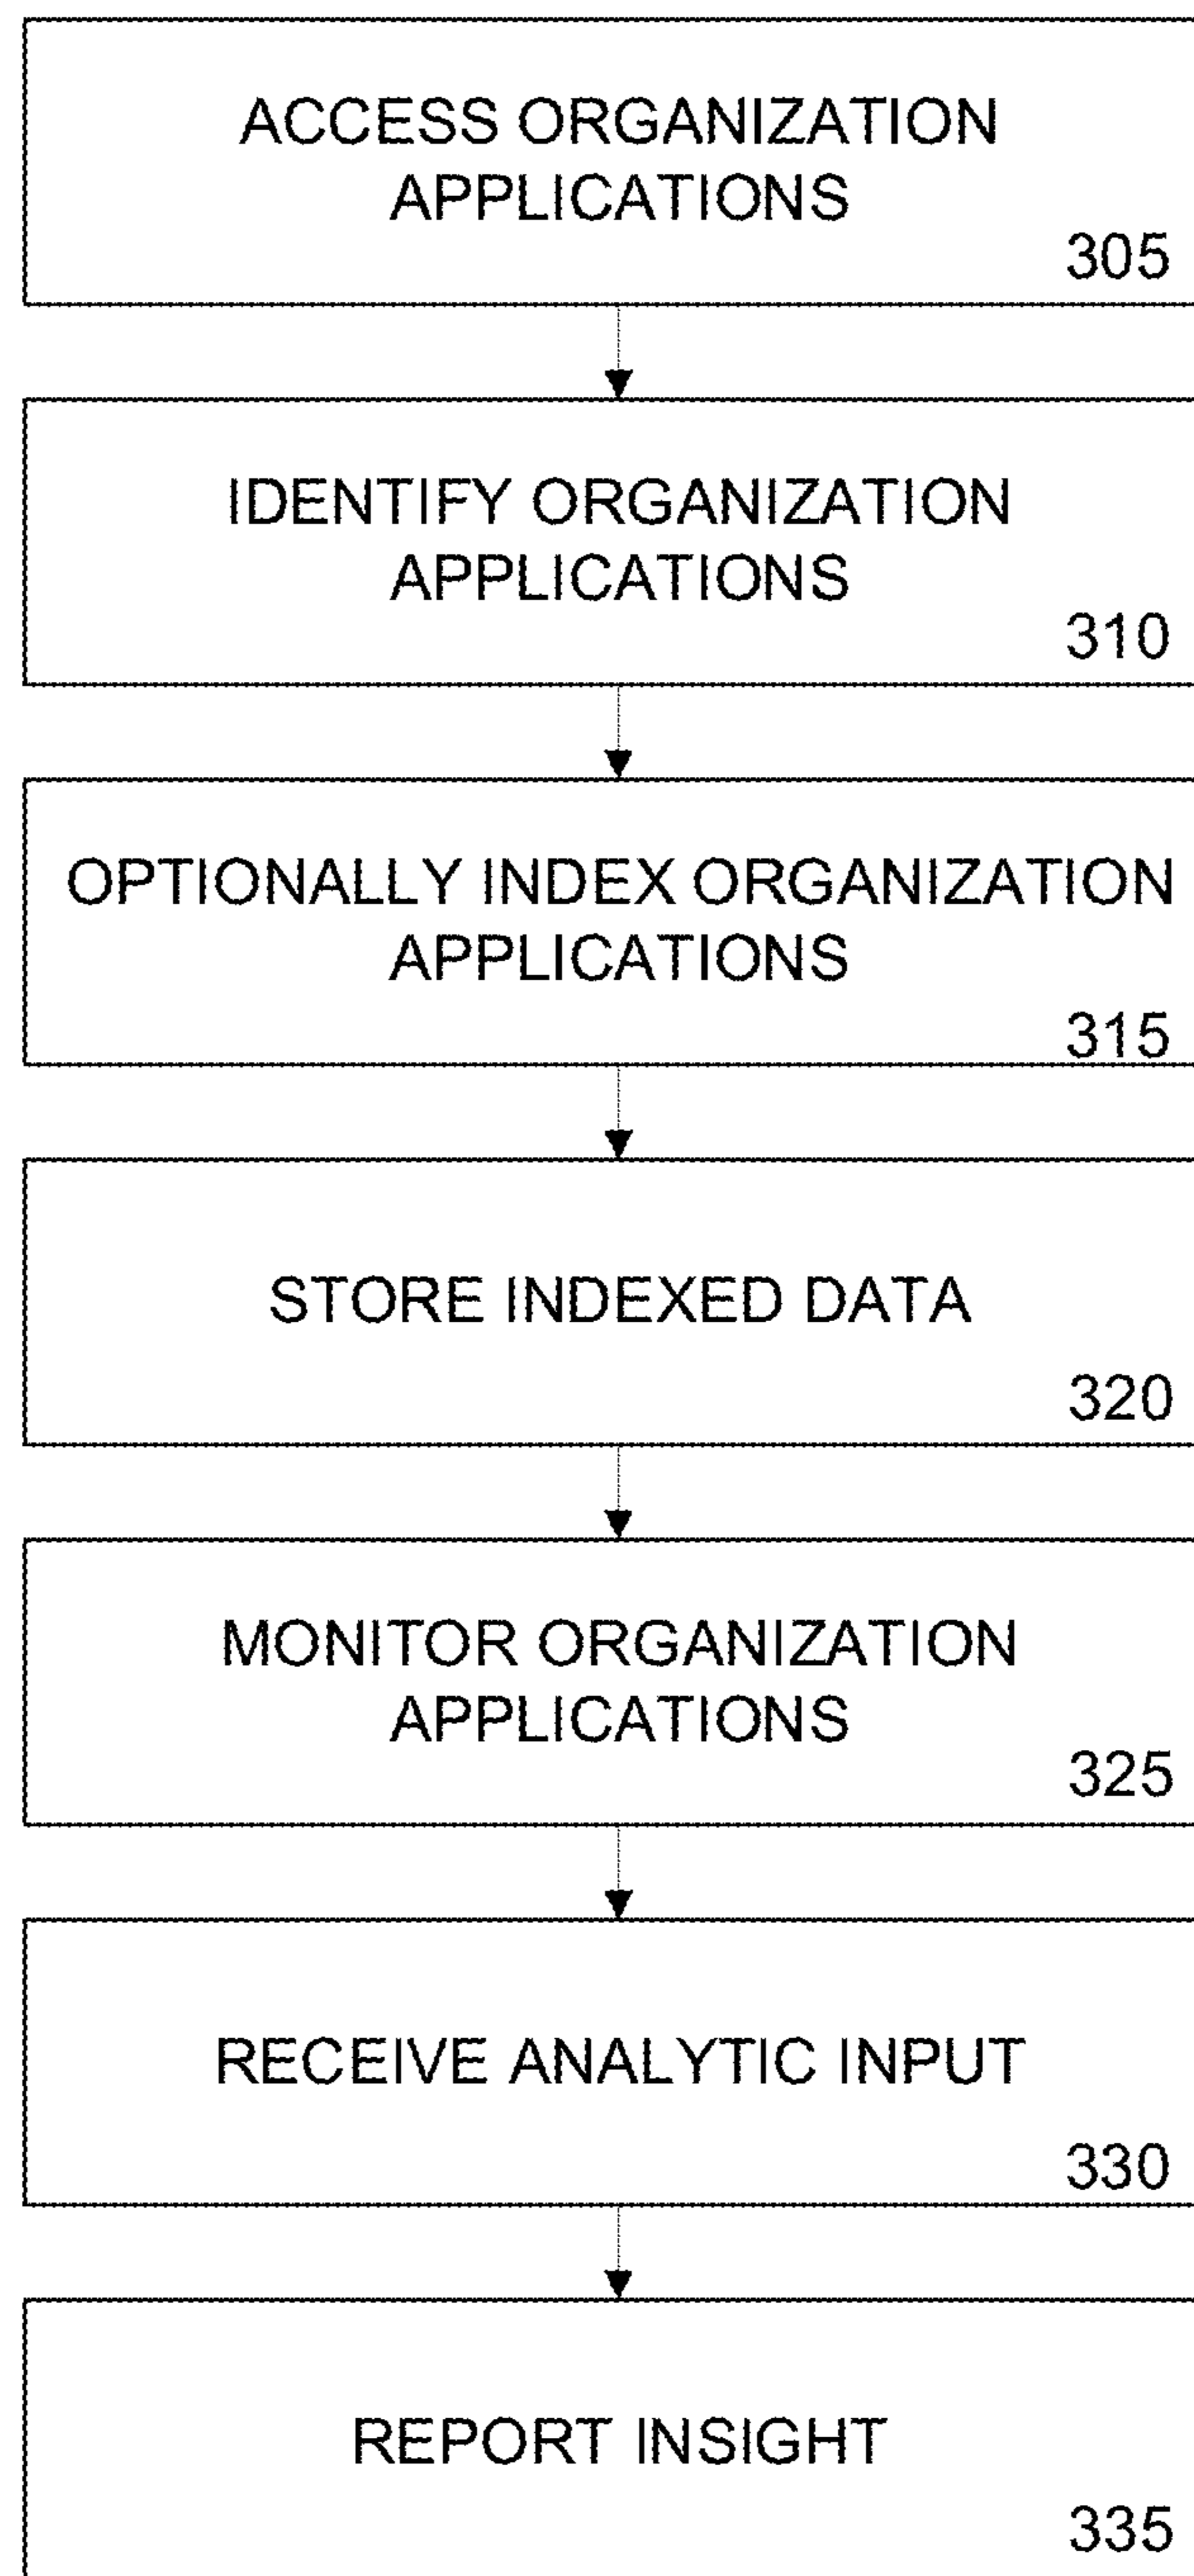 ACCESS ORGANIZATION
APPLICATIONS
305
IDENTIFY ORGANIZATION
APPLICATIONS
310
OPTIONALLY INDEX ORGANIZATION
APPLICATIONS
315
STORE INDEXED DATA
320
MONITOR ORGANIZATION
APPLICATIONS
325
RECEIVE ANALYTIC INPUT
330
REPORT INSIGHT
335